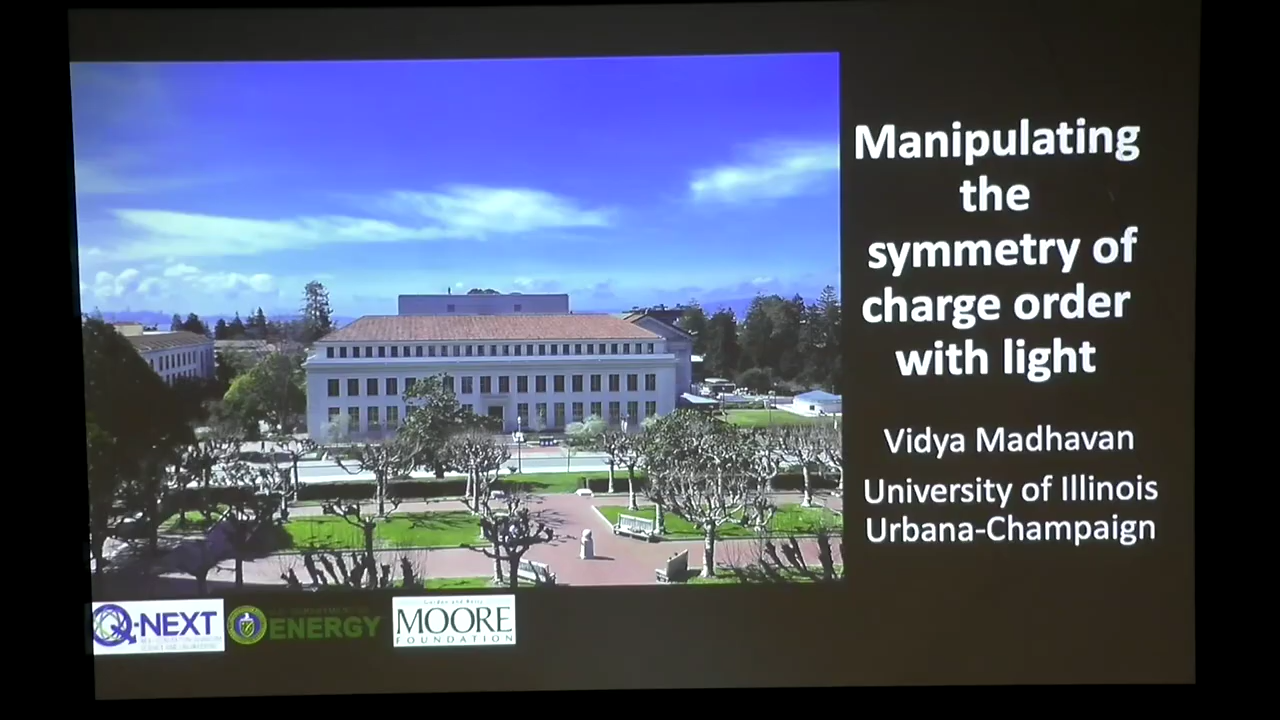 Manipulating
the
symmetry of
charge order
with light
Vidya Madhavan
University of Illinois
Urbana-Champaign
Q-NEXT
ENERGY
MOORE
FOUNDATION